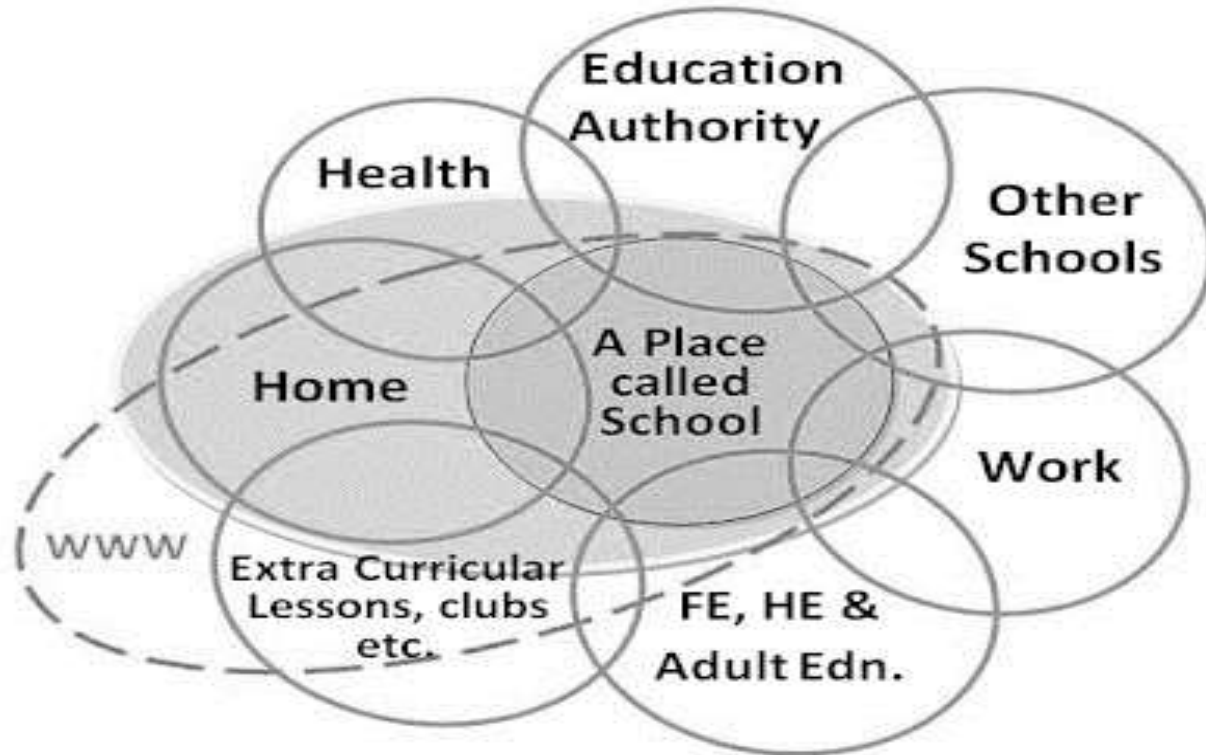 Education
Authority
Health
Other
Schools
A Place
called
School
Home
Work
www
Extra Curricular
Lessons, clubs
etc.
FE, HE &
Adult Edn.